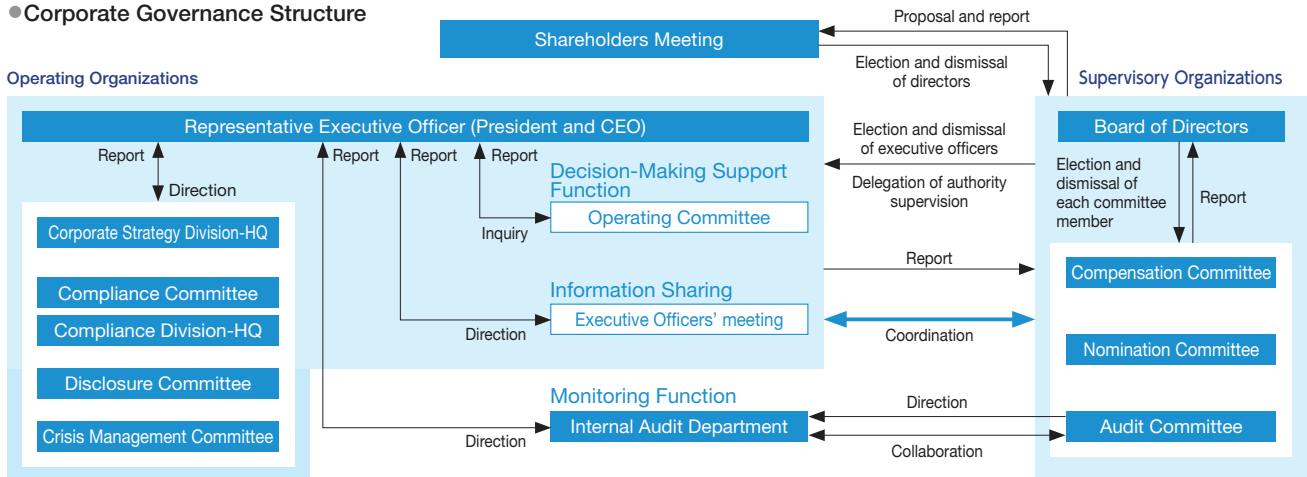 ●Corporate Governance Structure
Shareholders Meeting
Proposal and report
Election and dismissal
of directors
Operating Organizations
Supervisory Organizations
Representative Executive Officer (President and CEO)
Report
Direction
Report
Report
Report
Decision-Making Support
Function
Operating Committee
Inquiry
Corporate Strategy Division-HQ
Compliance Committee
Compliance Division-HQ
Disclosure Committee
Crisis Management Committee
Information Sharing
Executive Officers' meeting
Direction
Monitoring Function
Internal Audit Department
Direction
Election and dismissal
of executive officers
Delegation of authority
supervision
Report
Coordination
Direction
Collaboration
Board of Directors
Election and
dismissal of
each committee
member
Report
Compensation Committee
Nomination Committee
Audit Committee